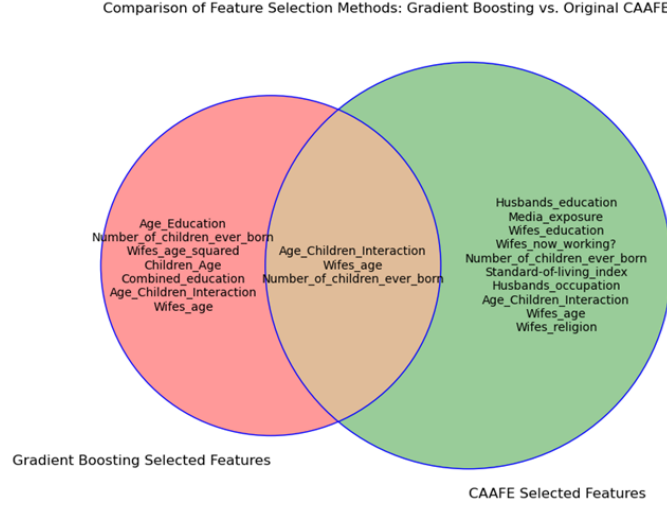 Comparison of Feature Selection Methods: Gradient Boosting vs. Original CAAFE
Age_Education
Number_of_children_ever_born
Wifes_age_squared
Children_Age
Combined_education
Age_Children_Interaction
Wifes_age
Age_Children_Interaction
Wifes_age
Number_of_children_ever_born
Husbands_education
Media_exposure
Wifes_education
Wifes_now_working?
Number_of_children_ever_born
Standard-of-living_index
Husbands_occupation
Age_Children_Interaction
Wifes_age
Wifes_religion
Gradient Boosting Selected Features
CAAFE Selected Features